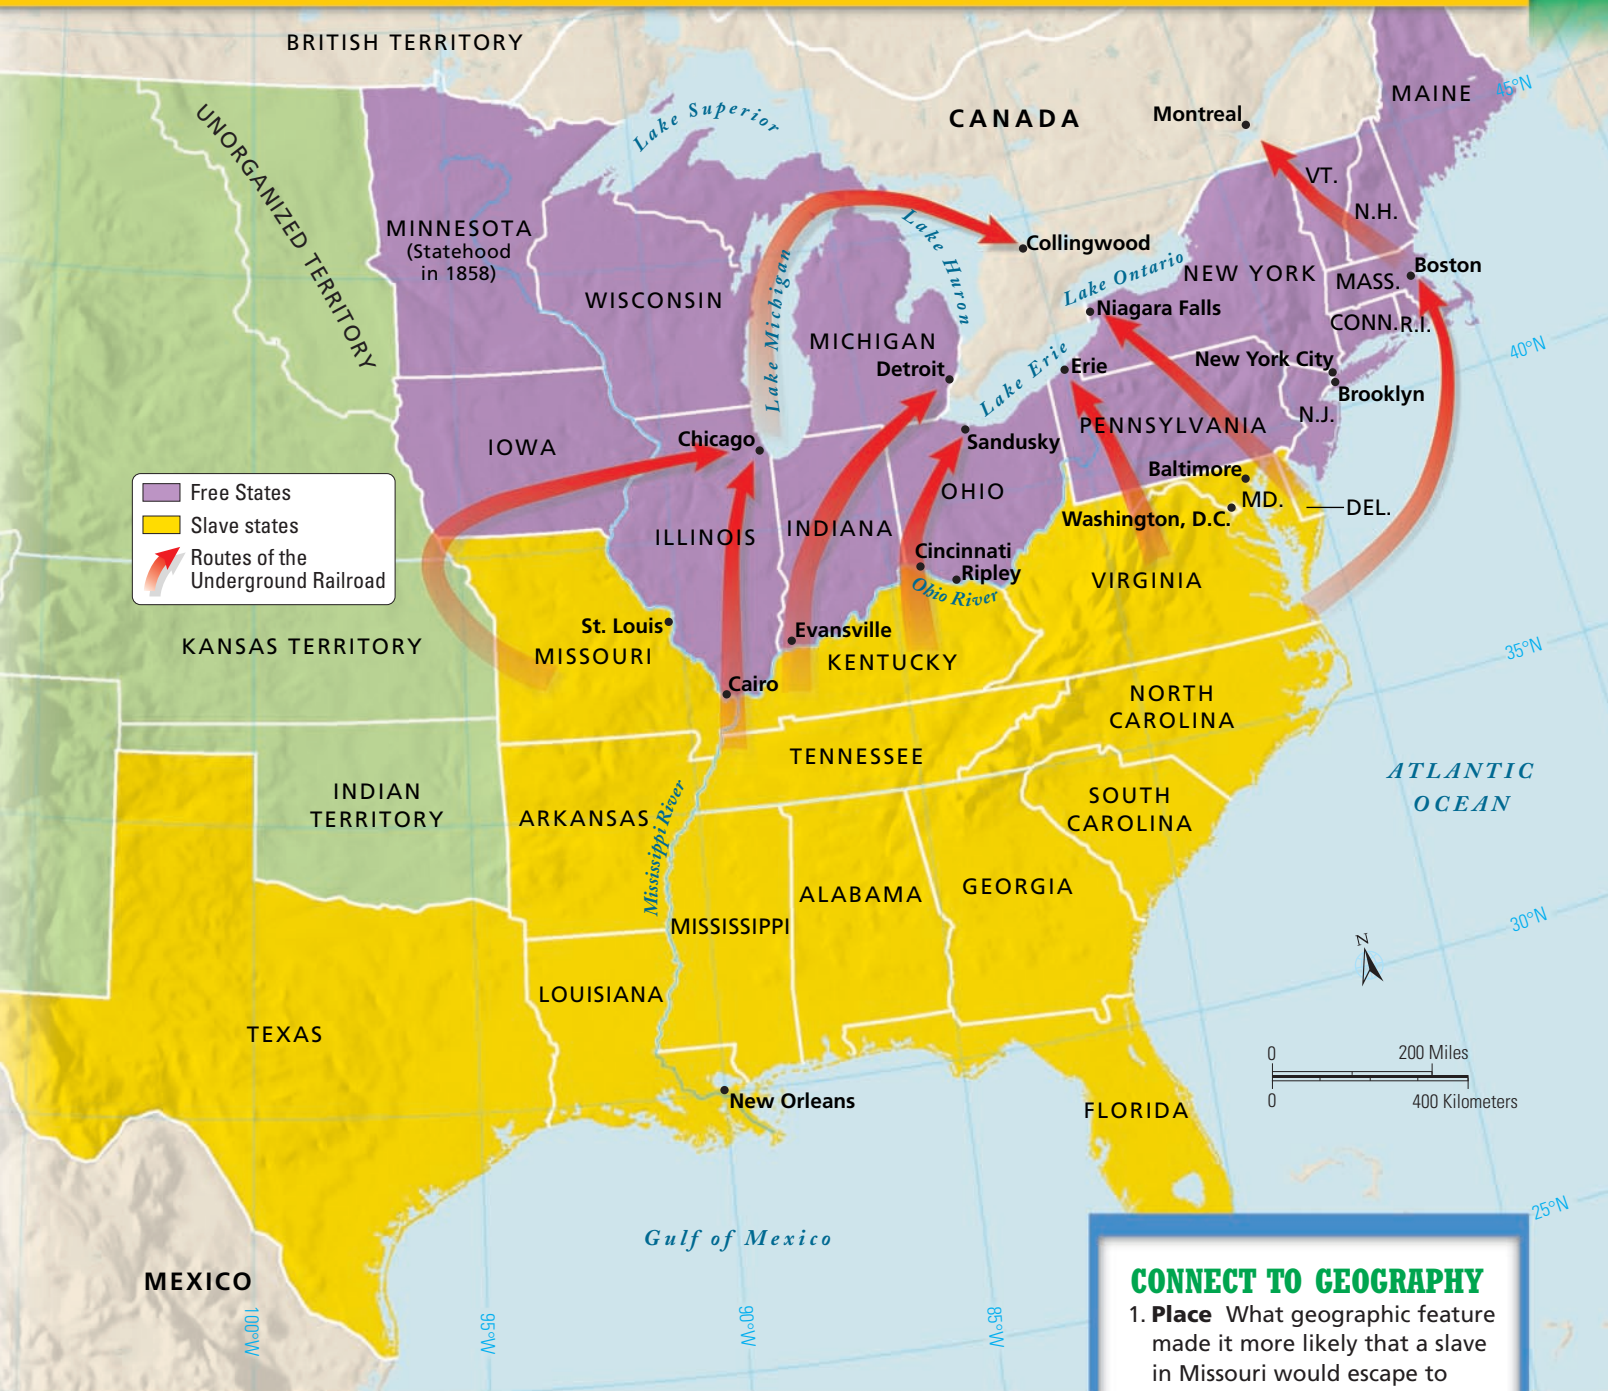 BRITISH TERRITORY
CANADA
Montreal
MAINE
45°N
Lake Superior
UNORGANIZED TERRITORY
VT.
N.H.
MINNESOTA
(Statehood
in 1858)
WISCONSIN
Lake Michigan
Lake Huron
Collingwood
Lake Ontario
NEW YORK
MASS.
Boston
Niagara Falls
CONN.
R.I.
MICHIGAN
Detroit
Lake Erie
Erie
New York City
Brooklyn
40°N
N.J.
PENNSYLVANIA
IOWA
Chicago
Sandusky
OHIO
Baltimore
MD.
DEL.
Washington, D.C.
ILLINOIS
INDIANA
Cincinnati
Ripley
Ohio River
VIRGINIA
Free States
Slave states
Routes of the
Underground Railroad
KANSAS TERRITORY
St. Louis
MISSOURI
Evansville
KENTUCKY
Cairo
35°N
NORTH
CAROLINA
TENNESSEE
INDIAN
TERRITORY
ARKANSAS
Mississippi River
SOUTH
CAROLINA
ATLANTIC
OCEAN
MISSISSIPPI
ALABAMA
GEORGIA
30°N
N
LOUISIANA
TEXAS
New Orleans
FLORIDA
0 200 Miles
0 400 Kilometers
25°N
Gulf of Mexico
MEXICO
100°W
95°W
90°W
85°W
CONNECT TO GEOGRAPHY
1. Place What geographic feature
made it more likely that a slave
in Missouri would escape to